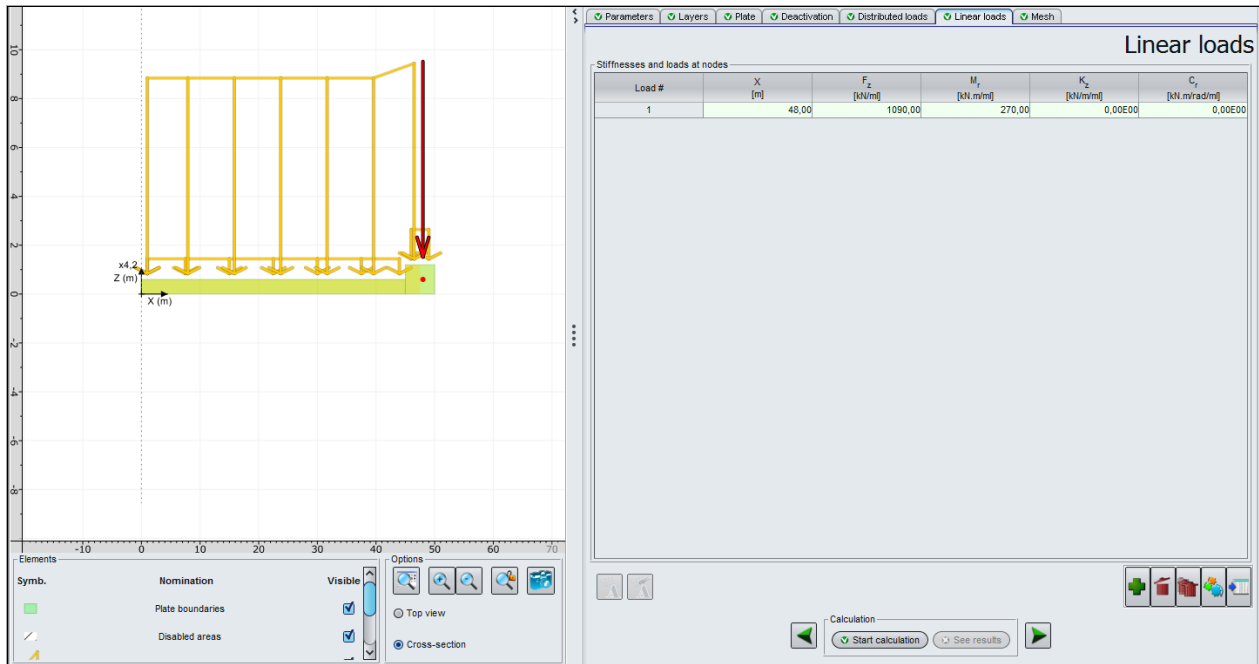 Parameters Layers Plate Deactivation Distributed loads Linear loads Mesh
Linear loads
Stiffnesses and loads at nodes
Load # X [m] Fz [kN/ml] Mr [kN.m/ml] Kz [kN/m/ml] Cr [kN.m/rad/ml]
1 48,00 1090,00 270,00 0,00E00 0,00E00
10
8
6
4
2
0
-2
-4
-6
-8
x4,2
Z (m)
X (m)
-10 0 10 20 30 40 50 60 70
Elements
Symb. Nomination Visible
Plate boundaries
Disabled areas
Options
Top view
Cross-section
Calculation
Start calculation See results